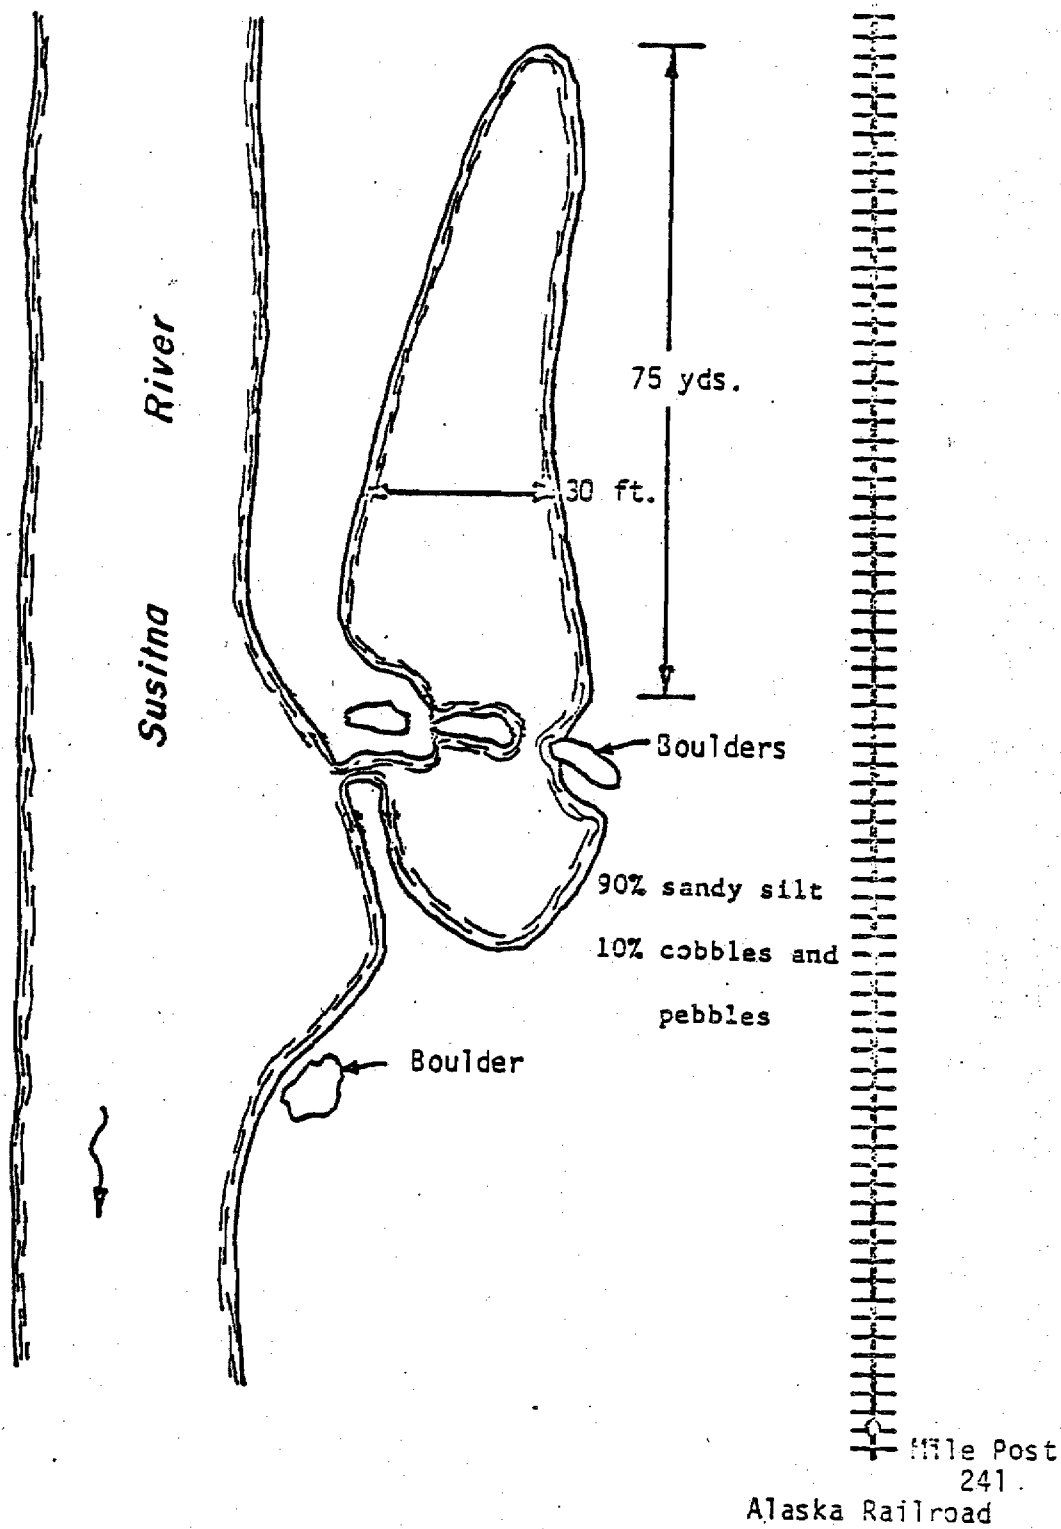 River
Susitna
75 yds.
30 ft.
Boulders
90% sandy silt
10% cobbles and
pebbles
Boulder
Mile Post
241
Alaska Railroad